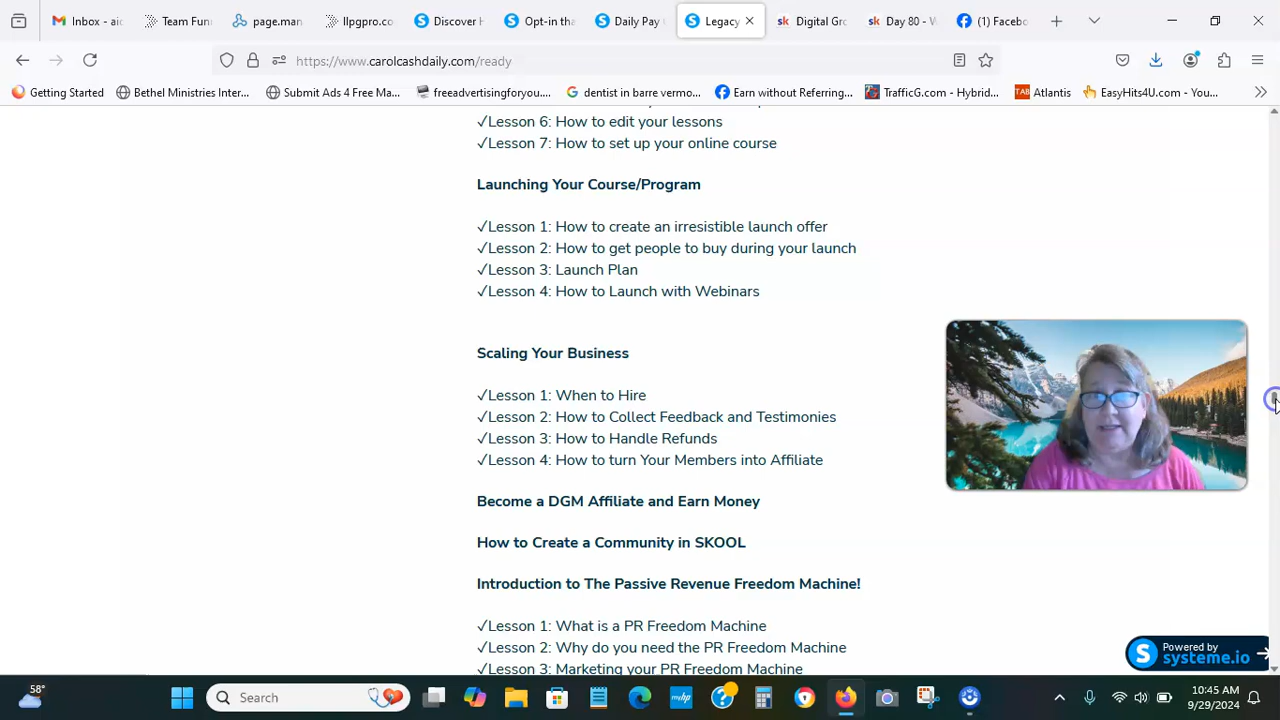 Inbox - aic
Team Fun
page.man
llpgpro.co
Discover H
Opt-in tha
Daily Pay
Legacy
Digital Gro
Day 80 - W
(1) Facebo
https://www.carolcashdaily.com/ready
Getting Started
Bethel Ministries Inter...
Submit Ads 4 Free Ma...
freeadvertisingforyou....
dentist in barre vermo...
Earn without Referring...
TrafficG.com - Hybrid...
Atlantis
EasyHits4U.com - You...
✓Lesson 6: How to edit your lessons
✓Lesson 7: How to set up your online course
Launching Your Course/Program
✓Lesson 1: How to create an irresistible launch offer
✓Lesson 2: How to get people to buy during your launch
✓Lesson 3: Launch Plan
✓Lesson 4: How to Launch with Webinars
Scaling Your Business
✓Lesson 1: When to Hire
✓Lesson 2: How to Collect Feedback and Testimonies
✓Lesson 3: How to Handle Refunds
✓Lesson 4: How to turn Your Members into Affiliate
Become a DGM Affiliate and Earn Money
How to Create a Community in SKOOL
Introduction to The Passive Revenue Freedom Machine!
✓Lesson 1: What is a PR Freedom Machine
✓Lesson 2: Why do you need the PR Freedom Machine
✓Lesson 3: Marketing your PR Freedom Machine
Powered by
systeme.io
58°
Search
10:45 AM
9/29/2024